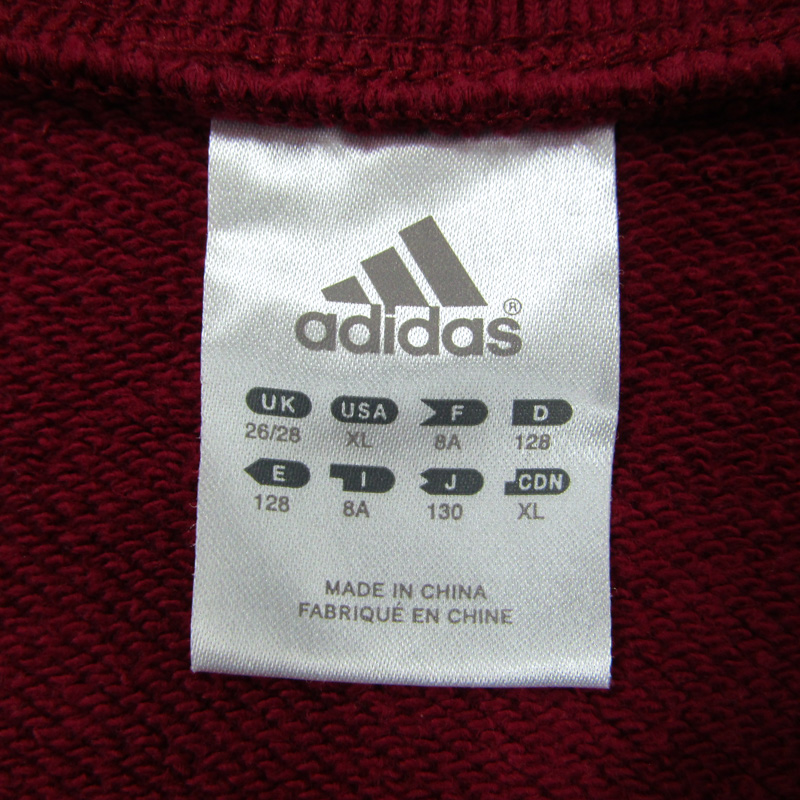 adidas®
UK USA F D
26/28 XL 8A 128
E I J CDN
128 8A 130 XL
MADE IN CHINA
FABRIQUÉ EN CHINE